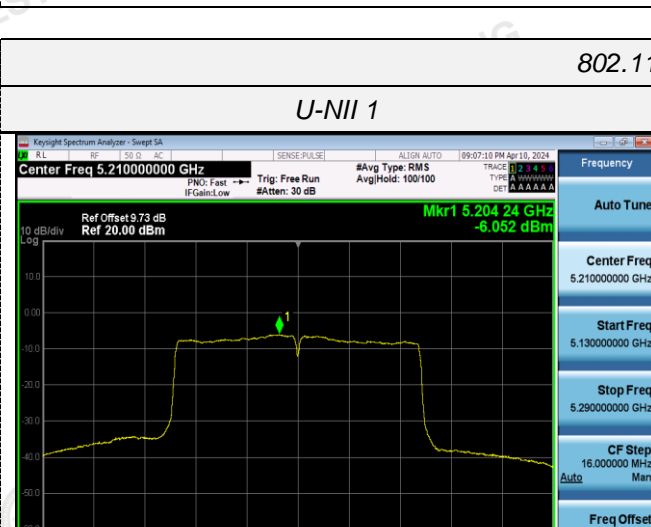 802.11
U-NII 1
Keysight Spectrum Analyzer - Swept SA
RL RF 50 Ω AC SENSE:PULSE ALIGN AUTO 09:07:10 PM Apr 10, 2024
Center Freq 5.210000000 GHz
PNO: Fast
IFGain:Low
Trig: Free Run
#Atten: 30 dB
#Avg Type: RMS
Avg|Hold: 100/100
TRACE 1 2 3 4 5 6
TYPE A WWWWW
DET A A A A A A
Frequency
Auto Tune
Mkr1 5.204 24 GHz
-6.052 dBm
Ref Offset 9.73 dB
10 dB/div Ref 20.00 dBm
Log
10.0
0.00
-10.0
-20.0
-30.0
-40.0
-50.0
1
Center Freq
5.210000000 GHz
Start Freq
5.130000000 GHz
Stop Freq
5.290000000 GHz
CF Step
16.000000 MHz
Auto Man
Freq Offset